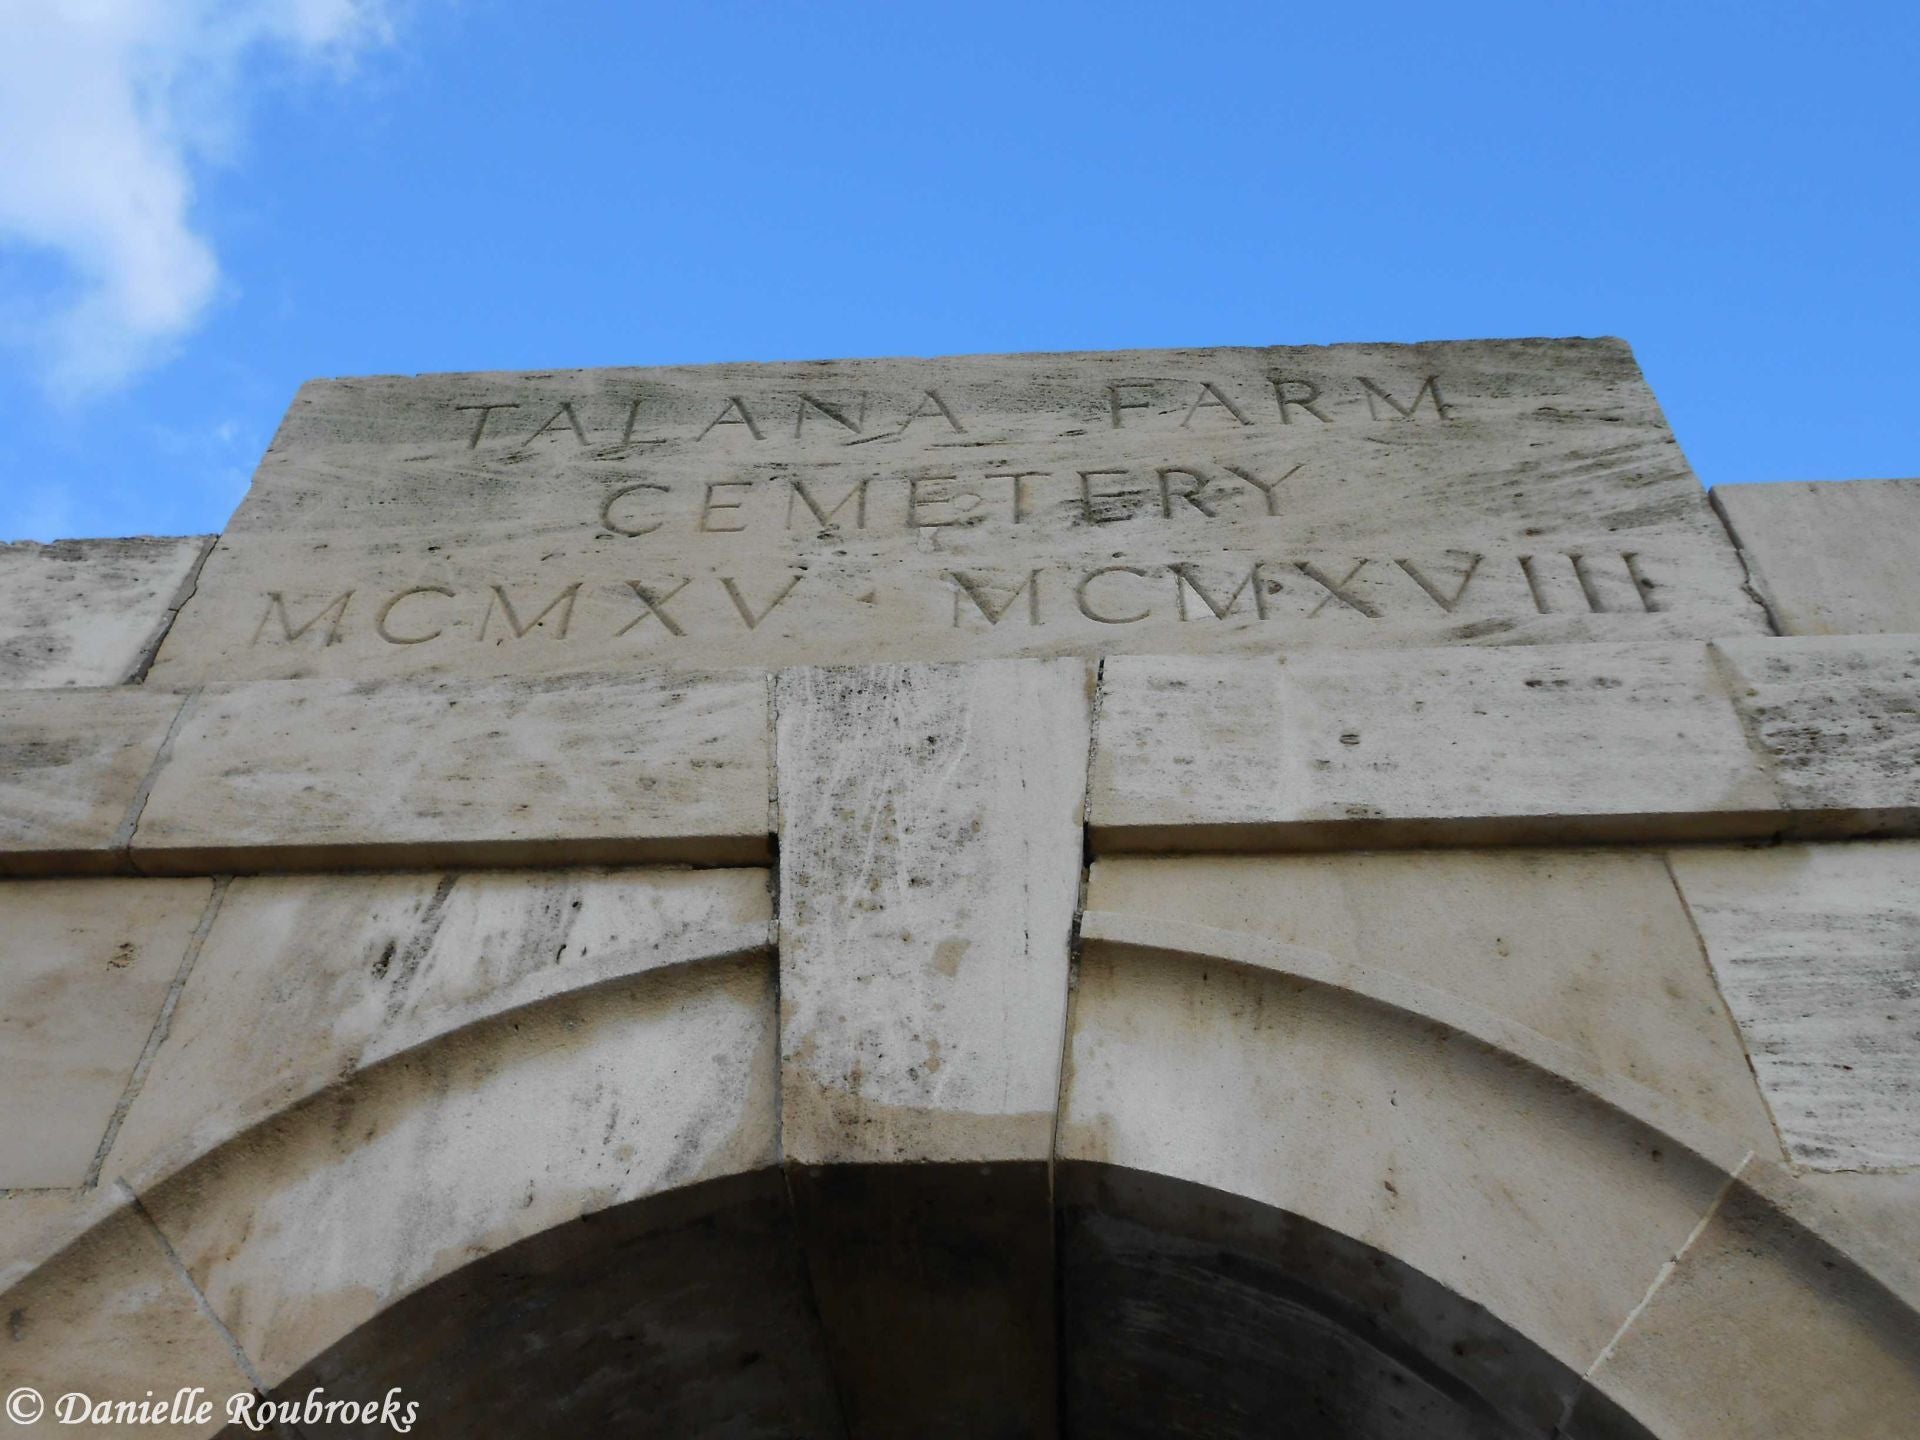 TALANA FARM
CEMETERY
MCMXV · MCMXVIII
© Danielle Roubroeks